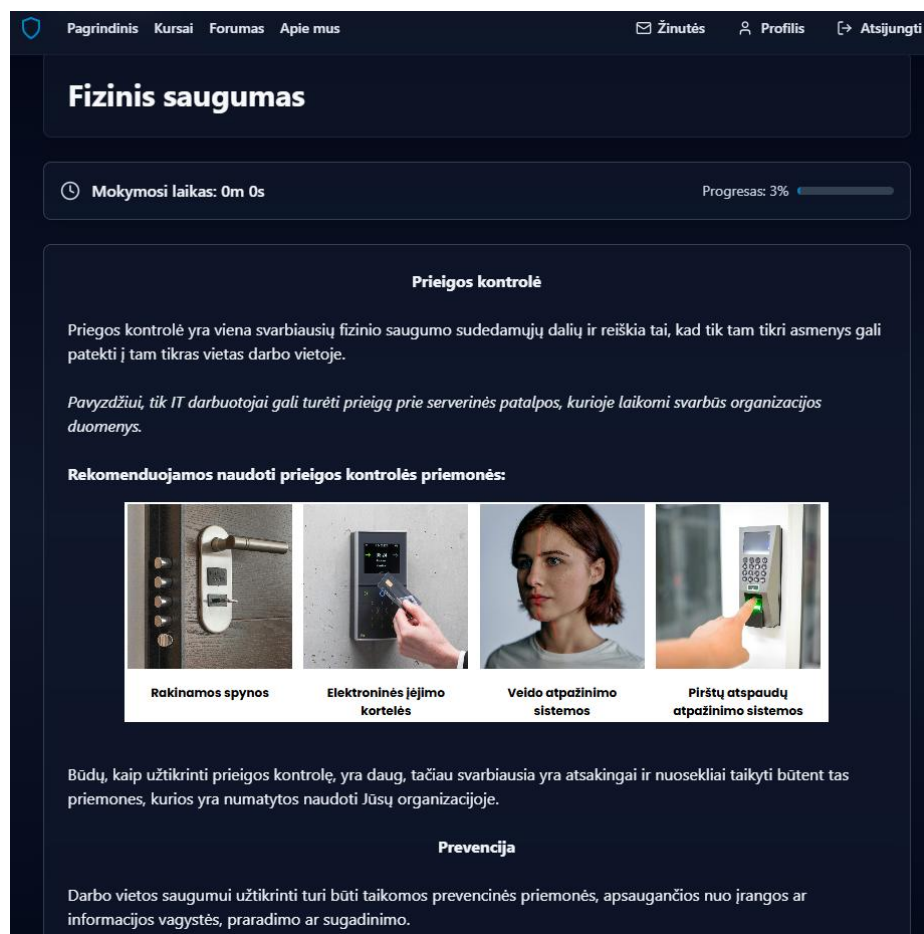 Pagrindinis Kursai Forumas Apie mus Žinutės Profilis Atsijungti
Fizinis saugumas
Mokymosi laikas: 0m 0s
Progresas: 3%
Prieigos kontrolė
Priegos kontrolė yra viena svarbiausių fizinio saugumo sudedamųjų dalių ir reiškia tai, kad tik tam tikri asmenys gali
patekti į tam tikras vietas darbo vietoje.
Pavyzdžiui, tik IT darbuotojai gali turėti prieigą prie serverinės patalpos, kurioje laikomi svarbūs organizacijos
duomenys.
Rekomenduojamos naudoti prieigos kontrolės priemonės:
Rakinamos spynos
Elektroninės įėjimo
kortelės
Veido atpažinimo
sistemos
Pirštų atspaudų
atpažinimo sistemos
Būdų, kaip užtikrinti prieigos kontrolę, yra daug, tačiau svarbiausia yra atsakingai ir nuosekliai taikyti būtent tas
priemones, kurios yra numatytos naudoti Jūsų organizacijoje.
Prevencija
Darbo vietos saugumui užtikrinti turi būti taikomos prevencinės priemonės, apsaugančios nuo įrangos ar
informacijos vagystės, praradimo ar sugadinimo.